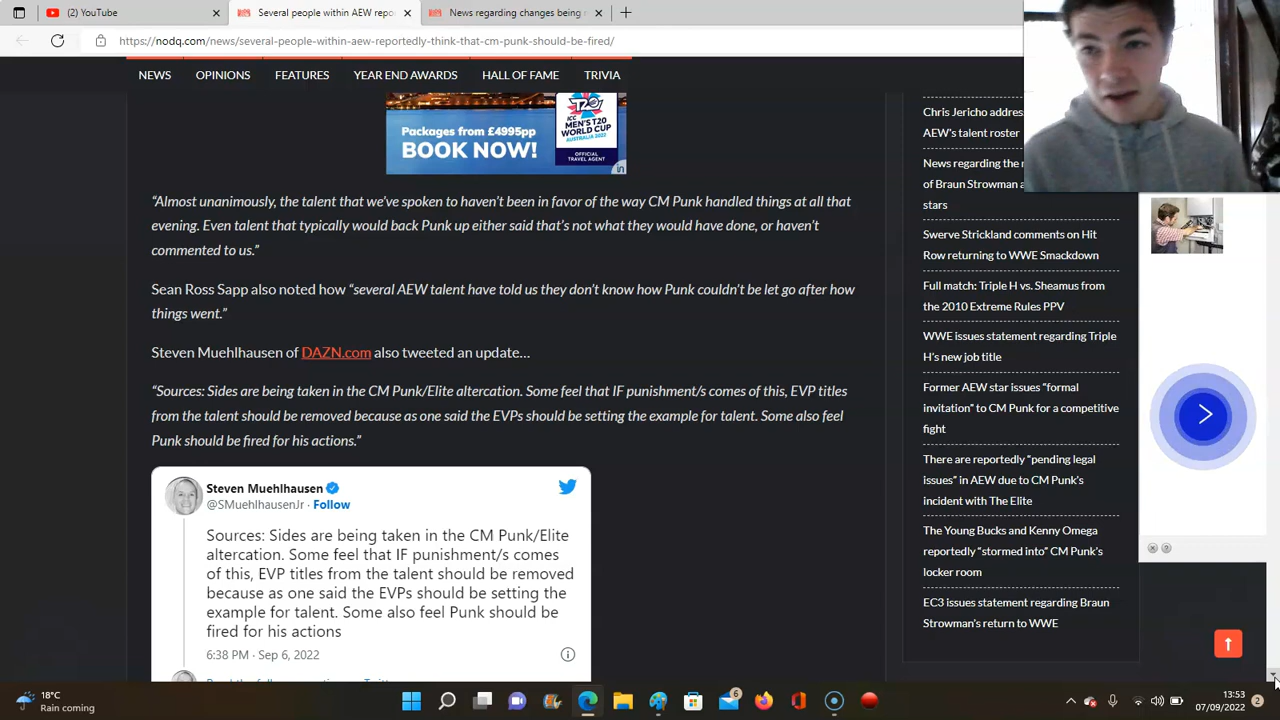 (2) YouTube
Several people within AEW repo
News regarding changes being
https://nodq.com/news/several-people-within-aew-reportedly-think-that-cm-punk-should-be-fired/
NEWS OPINIONS FEATURES YEAR END AWARDS HALL OF FAME TRIVIA
Packages from £4995pp
BOOK NOW!
ICC
MEN'S T20
WORLD CUP
AUSTRALIA 2022
OFFICIAL
TRAVEL AGENT
“Almost unanimously, the talent that we’ve spoken to haven’t been in favor of the way CM Punk handled things at all that
evening. Even talent that typically would back Punk up either said that’s not what they would have done, or haven’t
commented to us.”
Sean Ross Sapp also noted how “several AEW talent have told us they don’t know how Punk couldn’t be let go after how
things went.”
Steven Muehlhausen of DAZN.com also tweeted an update…
“Sources: Sides are being taken in the CM Punk/Elite altercation. Some feel that IF punishment/s comes of this, EVP titles
from the talent should be removed because as one said the EVPs should be setting the example for talent. Some also feel
Punk should be fired for his actions.”
Steven Muehlhausen
@SMuehlhausenJr · Follow
Sources: Sides are being taken in the CM Punk/Elite
altercation. Some feel that IF punishment/s comes
of this, EVP titles from the talent should be removed
because as one said the EVPs should be setting the
example for talent. Some also feel Punk should be
fired for his actions
6:38 PM · Sep 6, 2022
Chris Jericho address
AEW's talent roster
News regarding the r
of Braun Strowman a
stars
Swerve Strickland comments on Hit
Row returning to WWE Smackdown
Full match: Triple H vs. Sheamus from
the 2010 Extreme Rules PPV
WWE issues statement regarding Triple
H’s new job title
Former AEW star issues “formal
invitation” to CM Punk for a competitive
fight
There are reportedly “pending legal
issues” in AEW due to CM Punk’s
incident with The Elite
The Young Bucks and Kenny Omega
reportedly “stormed into” CM Punk’s
locker room
EC3 issues statement regarding Braun
Strowman’s return to WWE
18°C
Rain coming
6
13:53
07/09/2022
2